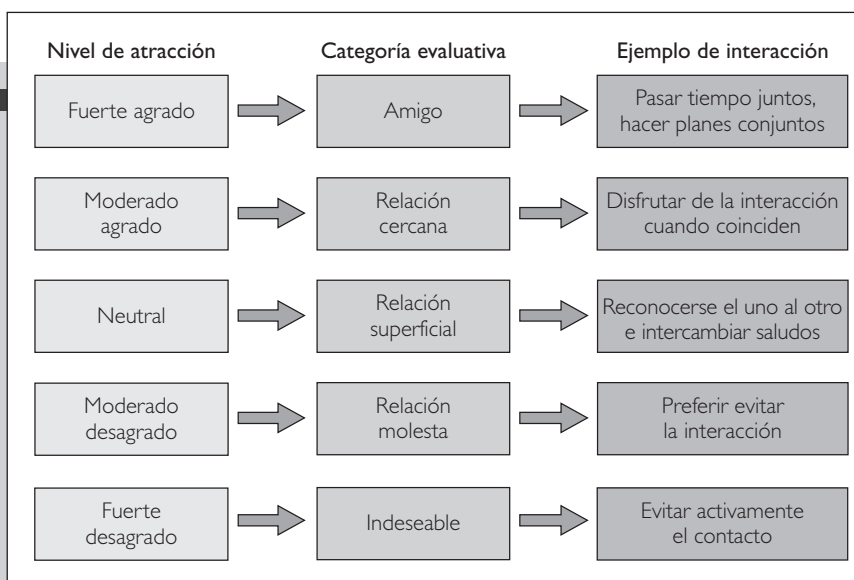 Nivel de atracción
Categoría evaluativa
Ejemplo de interacción
Fuerte agrado
Amigo
Pasar tiempo juntos,
hacer planes conjuntos
Moderado
agrado
Relación
cercana
Disfrutar de la interacción
cuando coinciden
Neutral
Relación
superficial
Reconocerse el uno al otro
e intercambiar saludos
Moderado
desagrado
Relación
molesta
Preferir evitar
la interacción
Fuerte
desagrado
Indeseable
Evitar activamente
el contacto